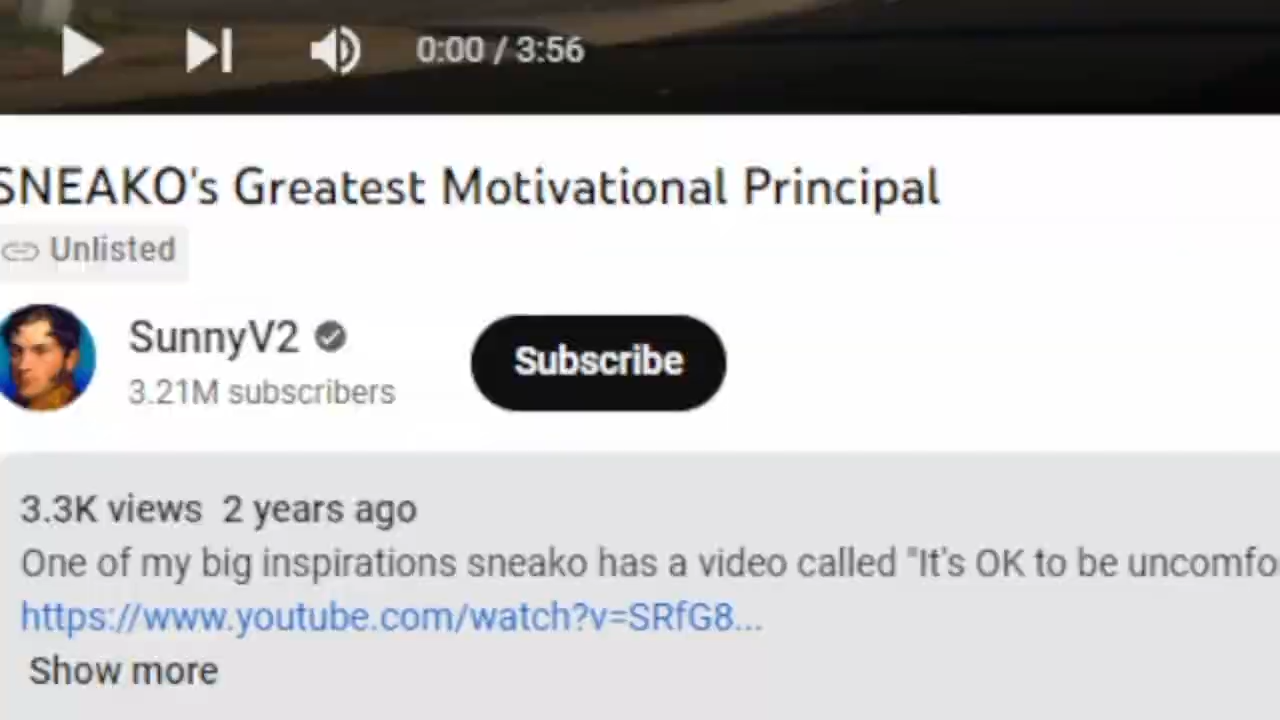 0:00 / 3:56
SNEAKO's Greatest Motivational Principal
Unlisted
SunnyV2
3.21M subscribers
Subscribe
3.3K views 2 years ago
One of my big inspirations sneako has a video called "It's OK to be uncomfo
https://www.youtube.com/watch?v=SRfG8...
Show more